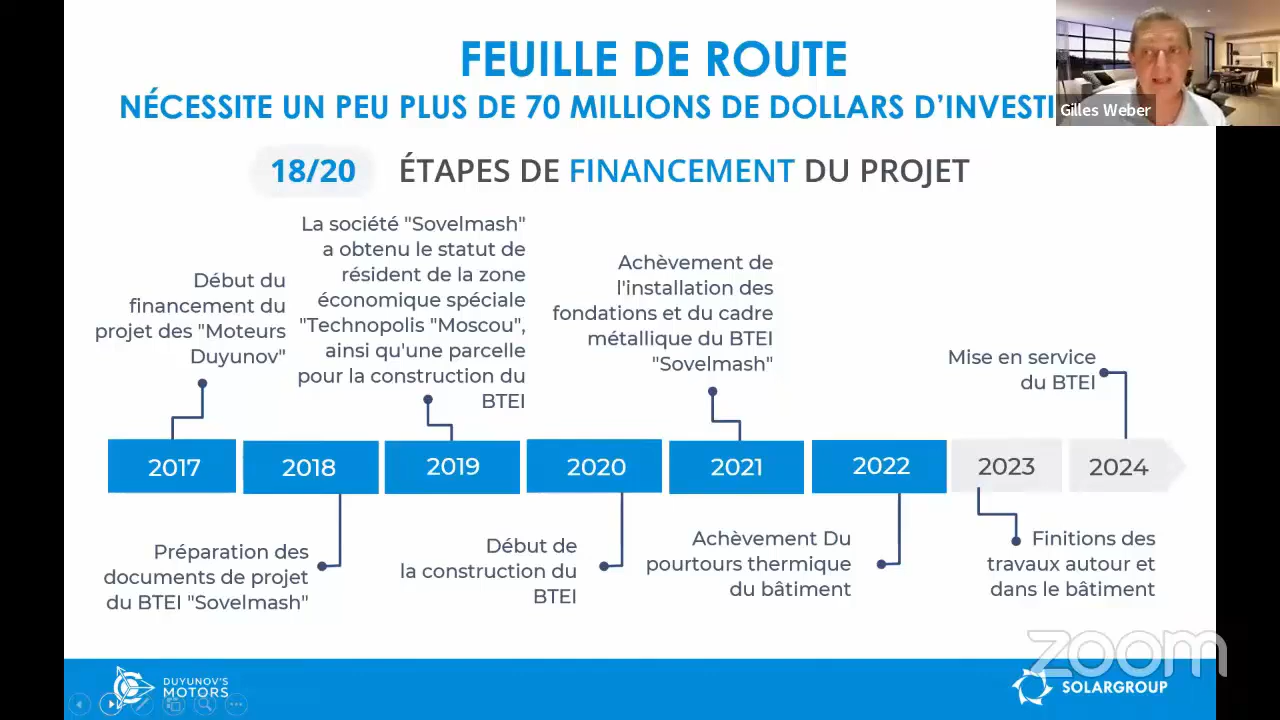 FEUILLE DE ROUTE
NÉCESSITE UN PEU PLUS DE 70 MILLIONS DE DOLLARS
Gilles Weber
18/20 ÉTAPES DE FINANCEMENT DU PROJET
Début du
financement du
projet des "Moteurs
Duyunov"
La société "Sovelmash"
a obtenu le statut de
résident de la zone
économique spéciale
"Technopolis "Moscou",
ainsi qu'une parcelle
pour la construction du
BTEI
Achèvement de
l'installation des
fondations et du cadre
métallique du BTEI
"Sovelmash"
Mise en service
du BTEI
2017 2018 2019 2020 2021 2022 2023 2024
Préparation des
documents de projet
du BTEI "Sovelmash"
Début de
la construction du
BTEI
Achèvement Du
pourtours thermique
du bâtiment
Finitions des
travaux autour et
dans le bâtiment
zoom
DUYUNOV'S
MOTORS
SOLARGROUP